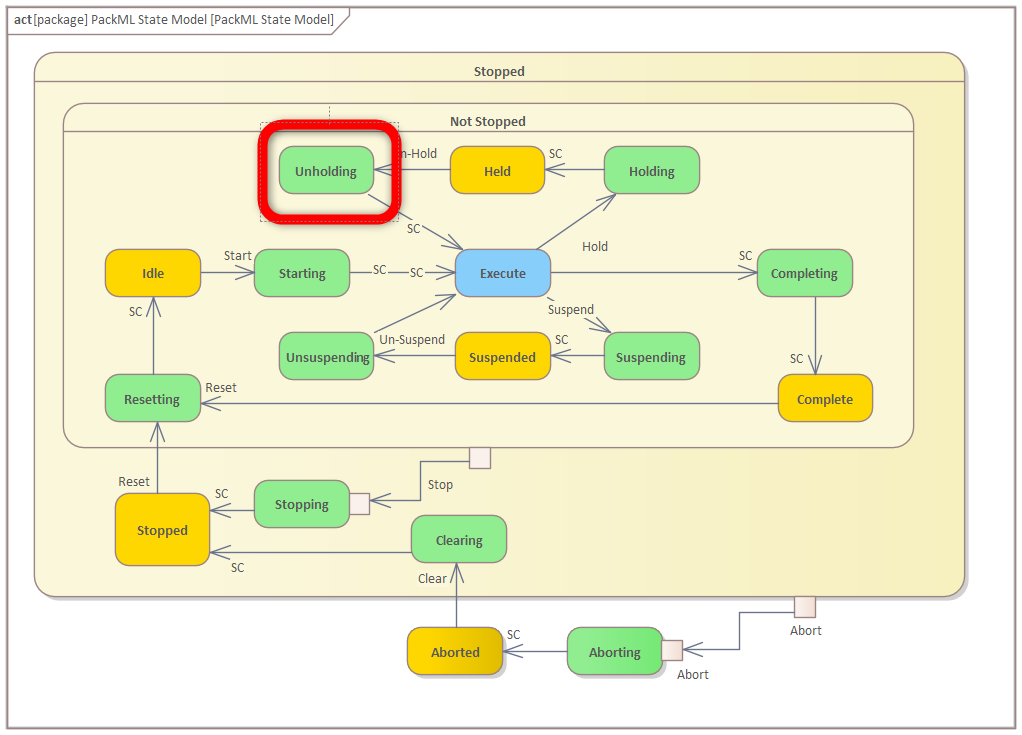 act [package] PackML State Model [PackML State Model]
Stopped
Not Stopped
Unholding
n-Hold
Held
SC
Holding
SC
Hold
Idle
Start
Starting
SC
SC
Execute
SC
Completing
SC
Suspend
Unsuspending
Un-Suspend
Suspended
SC
Suspending
SC
Resetting
Reset
Complete
Reset
SC
Stopping
Stop
Stopped
Clearing
SC
Clear
Abort
Aborted
SC
Aborting
Abort